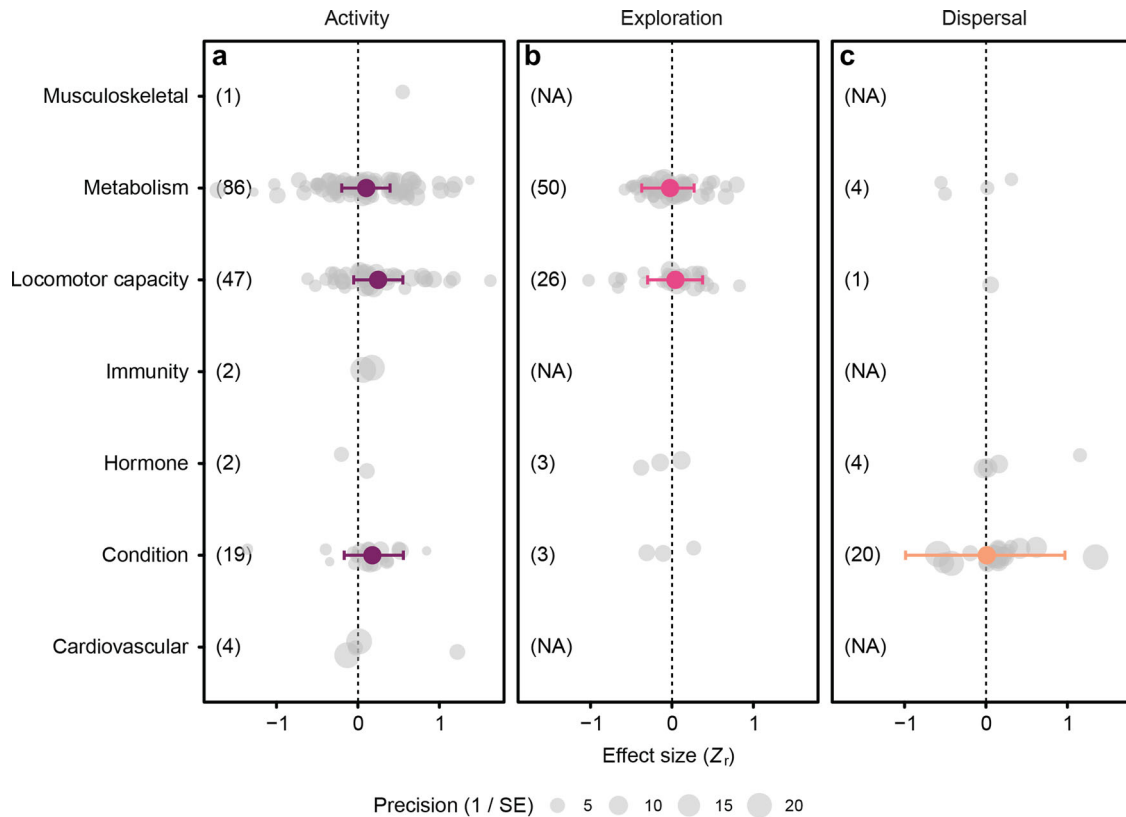 Activity Exploration Dispersal
a b c
Musculoskeletal (1) (NA) (NA)
Metabolism (86) (50) (4)
Locomotor capacity (47) (26) (1)
Immunity (2) (NA) (NA)
Hormone (2) (3) (4)
Condition (19) (3) (20)
Cardiovascular (4) (NA) (NA)
−1 0 1 −1 0 1 −1 0 1
Effect size (Zr)
Precision (1 / SE) 5 10 15 20